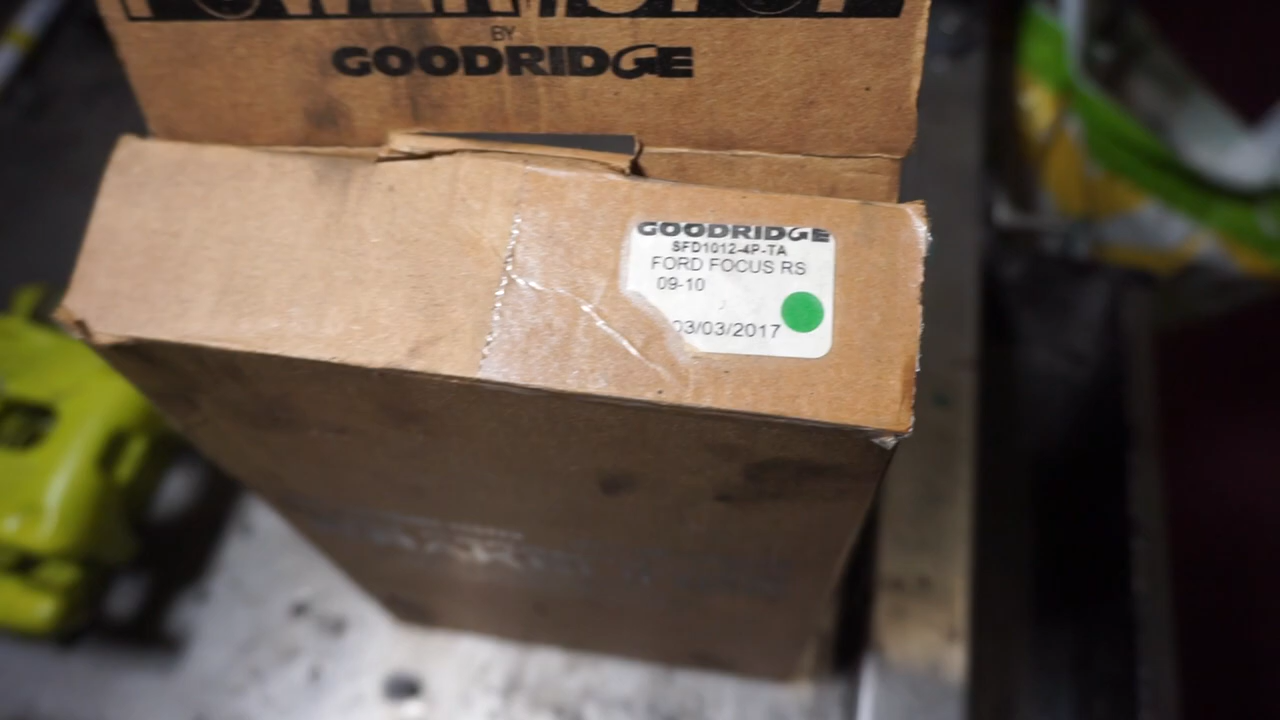 BY
GOODRIDGE
GOODRIDGE
SFD1012-4P-TA
FORD FOCUS RS
09-10
03/03/2017